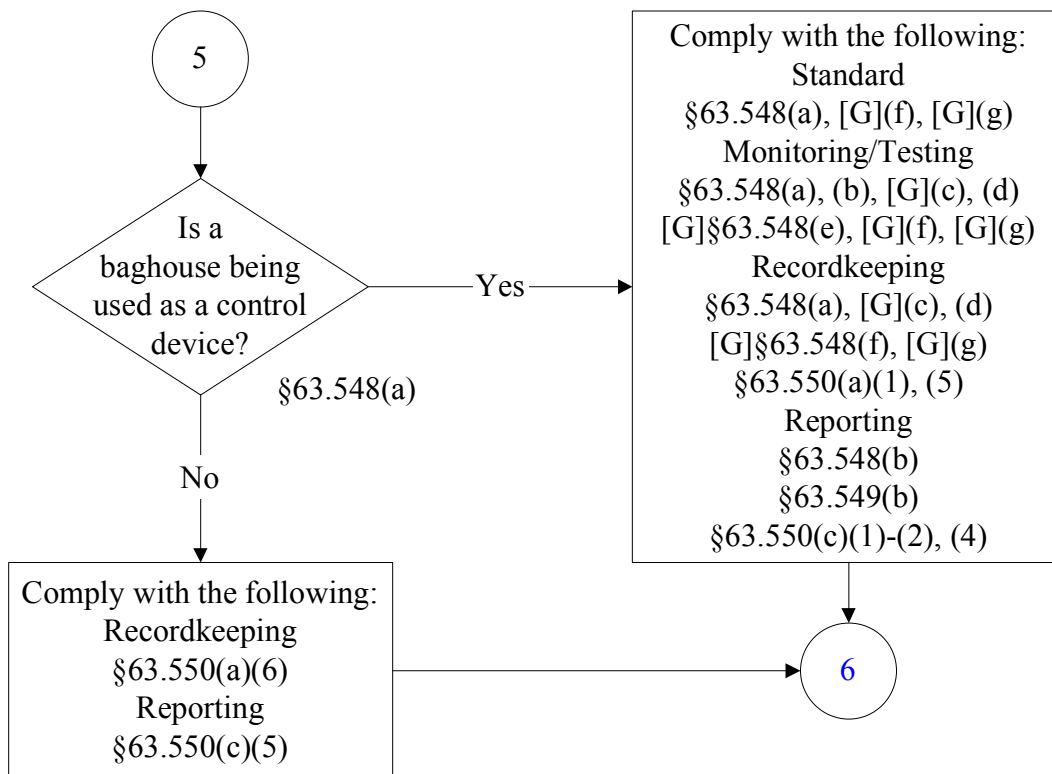 5
Is a
baghouse being
used as a control
device?
§63.548(a)
Yes
No
Comply with the following:
Standard
§63.548(a), [G](f), [G](g)
Monitoring/Testing
§63.548(a), (b), [G](c), (d)
[G]§63.548(e), [G](f), [G](g)
Recordkeeping
§63.548(a), [G](c), (d)
[G]§63.548(f), [G](g)
§63.550(a)(1), (5)
Reporting
§63.548(b)
§63.549(b)
§63.550(c)(1)-(2), (4)
Comply with the following:
Recordkeeping
§63.550(a)(6)
Reporting
§63.550(c)(5)
6